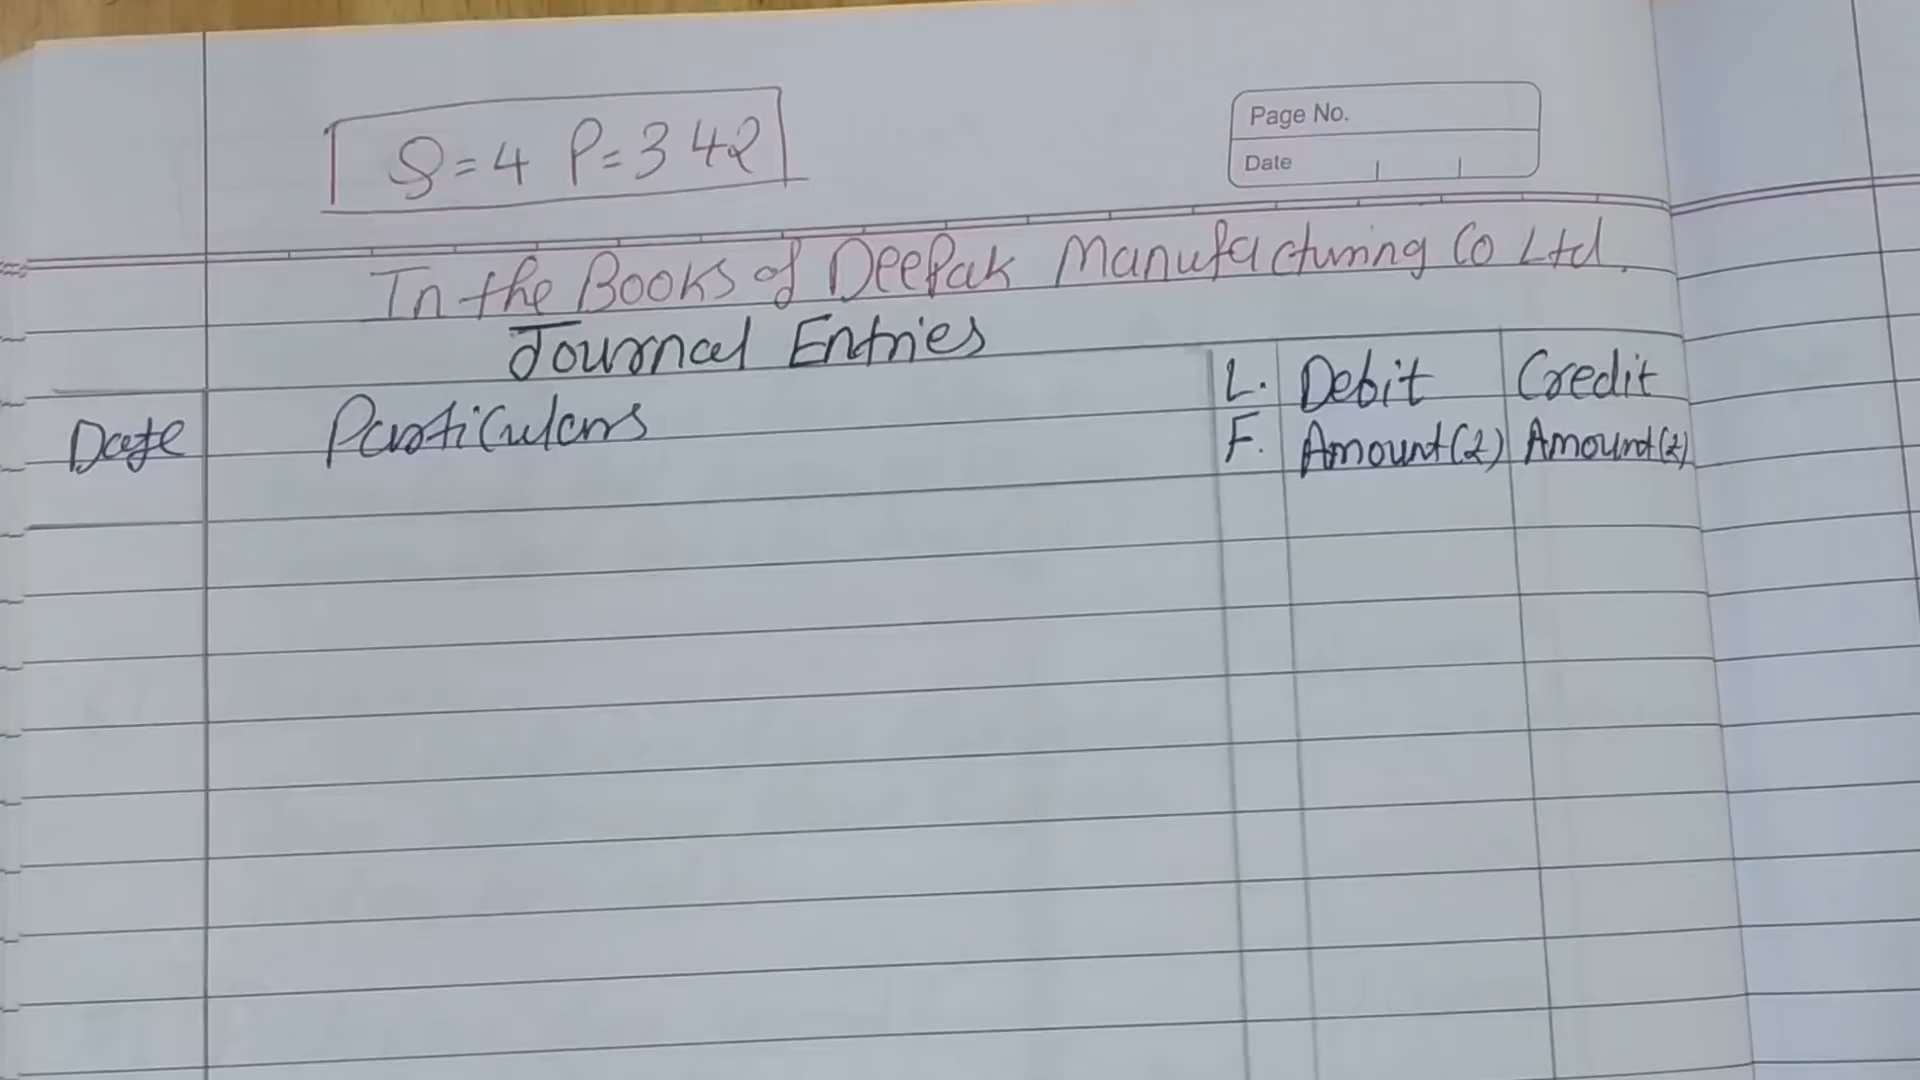 S=4 P=342
Page No.
Date
In the Books of Deepak Manufacturing Co Ltd.
Journal Entries
Date Particulars L. F. Debit Amount(₹) Credit Amount(₹)